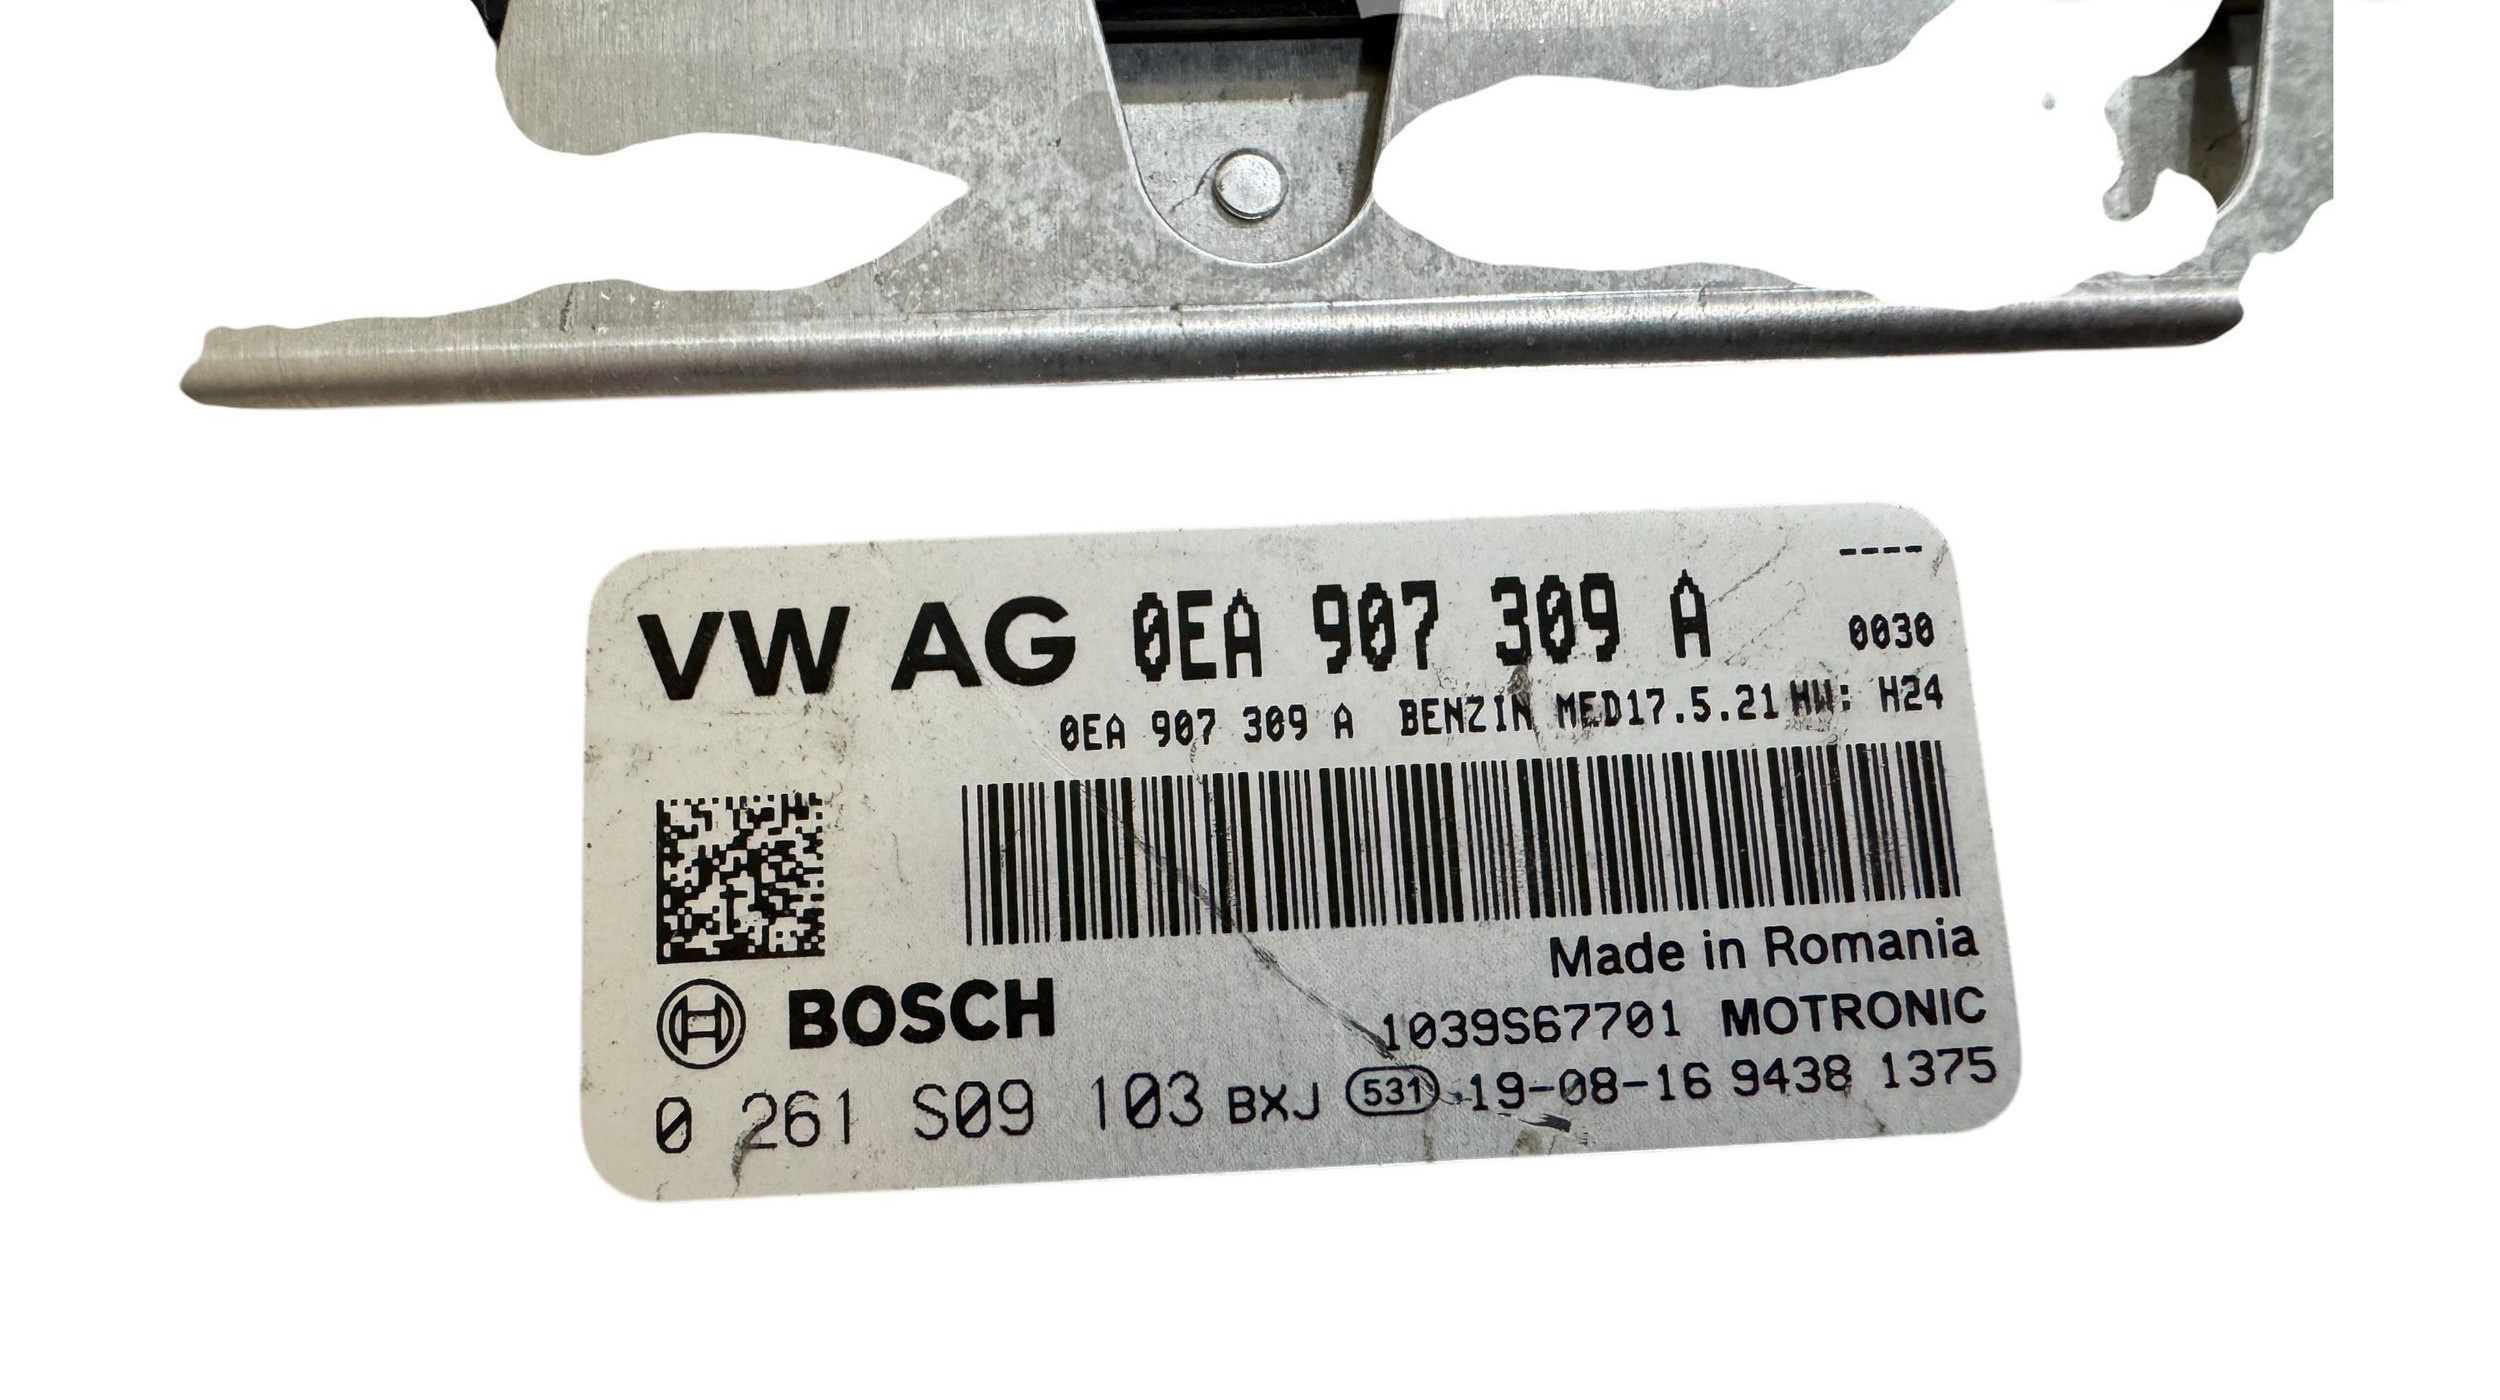 ----
VW AG 0EA 907 309 A 0030
0EA 907 309 A BENZIN MED17.5.21 HW: H24
Made in Romania
BOSCH
1039S67701 MOTRONIC
0 261 S09 103 BXJ 531 19-08-16 9438 1375